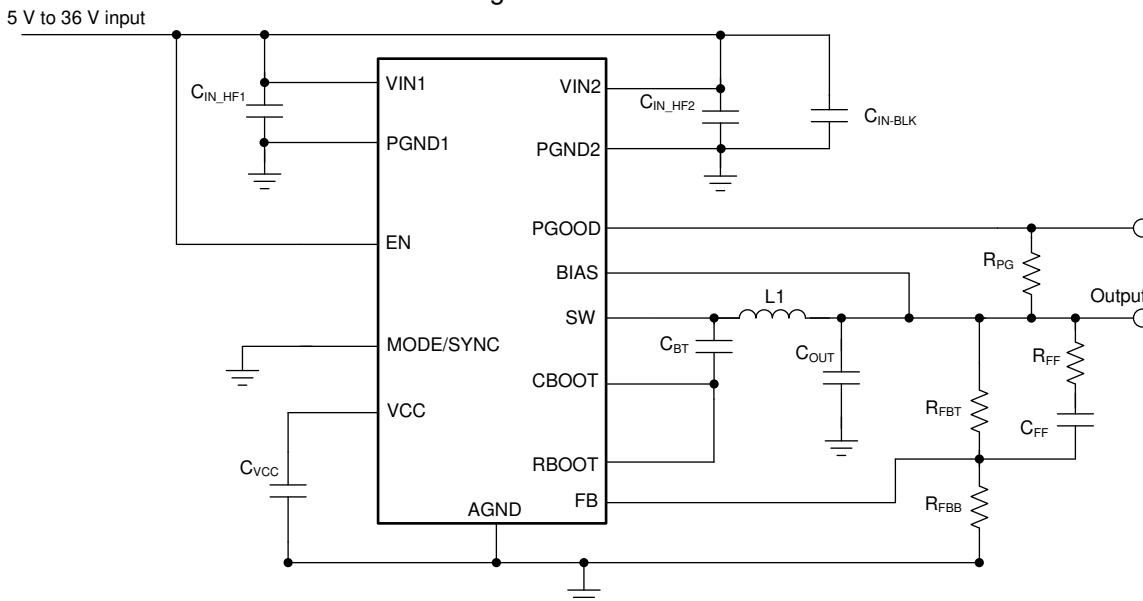 5 V to 36 V input
VIN1
VIN2
C_IN_HF1
C_IN_HF2
C_IN-BLK
PGND1
PGND2
PGOOD
EN
R_PG
BIAS
L1
Output
SW
MODE/SYNC
C_BT
C_OUT
R_FF
CBOOT
VCC
R_FBT
C_FF
C_VCC
RBOOT
FB
AGND
R_FBB